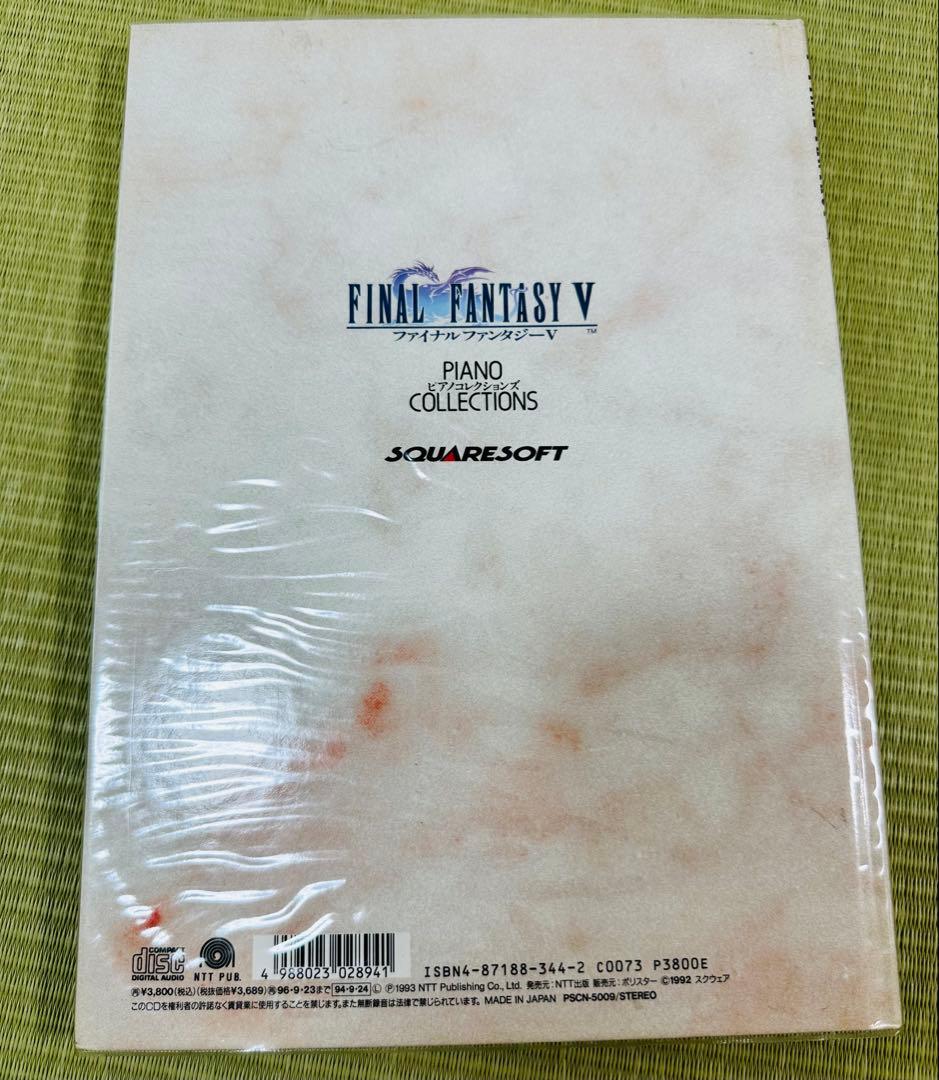 FINAL FANTASY V
ファイナルファンタジーV
TM
PIANO
ピアノコレクションズ
COLLECTIONS
SQUARESOFT
COMPACT
disc
DIGITAL AUDIO
NTT PUB.
4 988023 028941
ISBN4-87188-344-2 C0073 P3800E
¥3,800(税込)(税抜価格¥3,689)再96・9・23まで 94・9・24 Ⓛ Ⓟ1993 NTT Publishing Co., Ltd. 発売元:NTT出版 販売元:ポリスター ©1992 スクウェア
このCDを権利者の許諾なく賃貸業に使用することを禁じます。また無断録音は法律で禁じられています。 MADE IN JAPAN PSCN-5009/STEREO